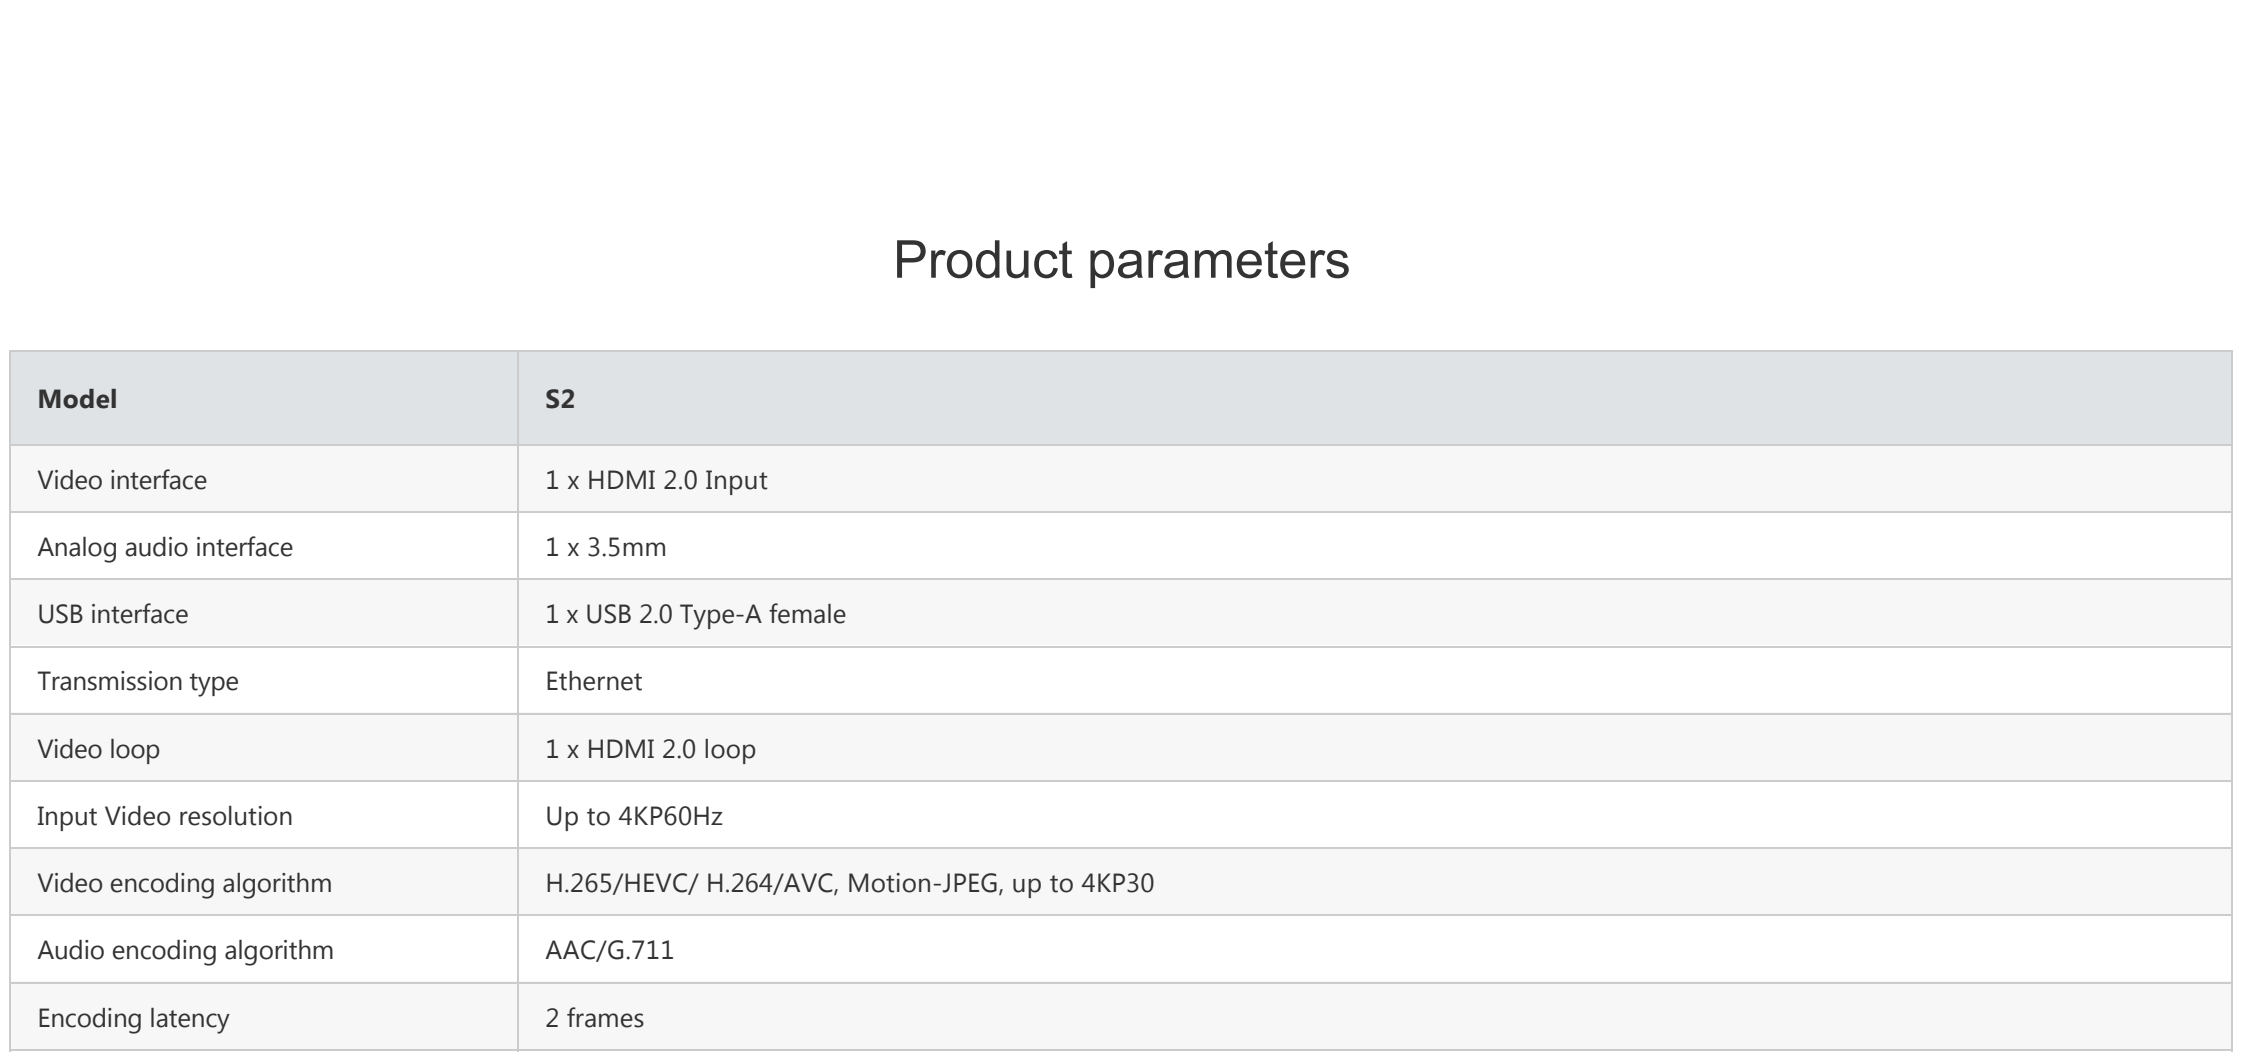 Product parameters
Model S2
Video interface 1 x HDMI 2.0 Input
Analog audio interface 1 x 3.5mm
USB interface 1 x USB 2.0 Type-A female
Transmission type Ethernet
Video loop 1 x HDMI 2.0 loop
Input Video resolution Up to 4KP60Hz
Video encoding algorithm H.265/HEVC/ H.264/AVC, Motion-JPEG, up to 4KP30
Audio encoding algorithm AAC/G.711
Encoding latency 2 frames